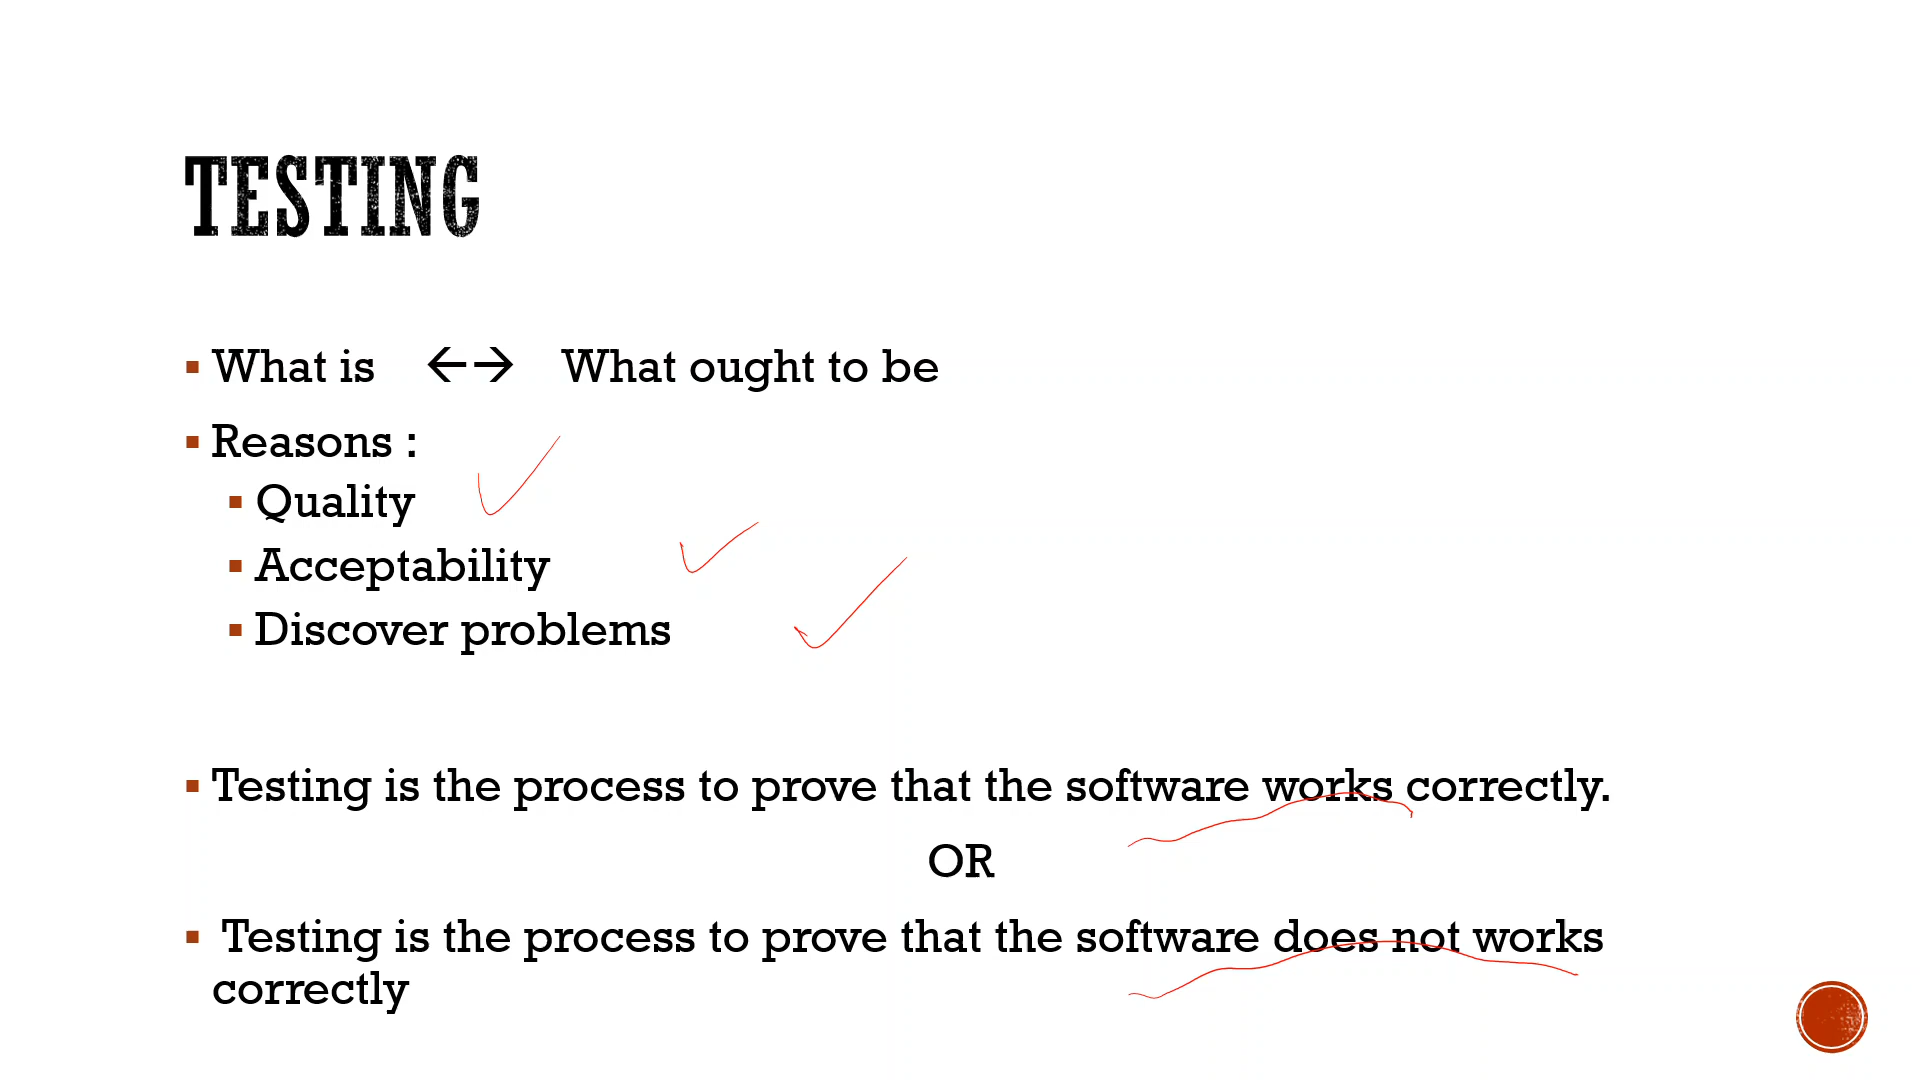 TESTING
▪ What is ←→ What ought to be
▪ Reasons :
▪ Quality
▪ Acceptability
▪ Discover problems
▪ Testing is the process to prove that the software works correctly.
OR
▪ Testing is the process to prove that the software does not works
correctly